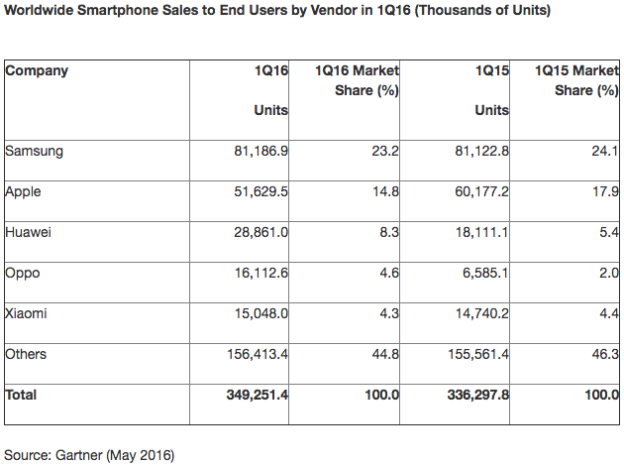 Worldwide Smartphone Sales to End Users by Vendor in 1Q16 (Thousands of Units)
Company 1Q16 Units 1Q16 Market Share (%) 1Q15 Units 1Q15 Market Share (%)
Samsung 81,186.9 23.2 81,122.8 24.1
Apple 51,629.5 14.8 60,177.2 17.9
Huawei 28,861.0 8.3 18,111.1 5.4
Oppo 16,112.6 4.6 6,585.1 2.0
Xiaomi 15,048.0 4.3 14,740.2 4.4
Others 156,413.4 44.8 155,561.4 46.3
Total 349,251.4 100.0 336,297.8 100.0
Source: Gartner (May 2016)